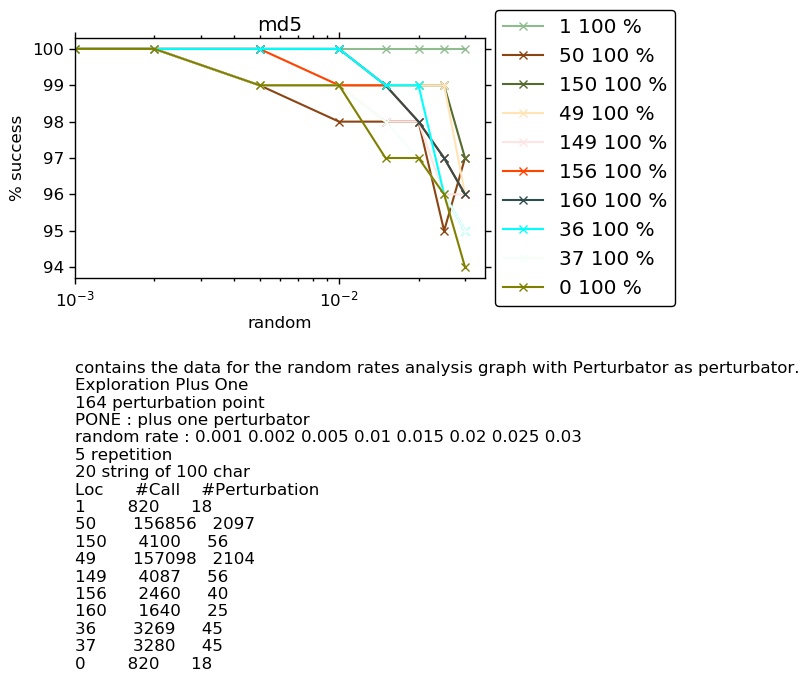 md5
% success
100
99
98
97
96
95
94
10⁻³
10⁻²
random
1 100 %
50 100 %
150 100 %
49 100 %
149 100 %
156 100 %
160 100 %
36 100 %
37 100 %
0 100 %
contains the data for the random rates analysis graph with Perturbator as perturbator.
Exploration Plus One
164 perturbation point
PONE : plus one perturbator
random rate : 0.001 0.002 0.005 0.01 0.015 0.02 0.025 0.03
5 repetition
20 string of 100 char
Loc #Call #Perturbation
1 820 18
50 156856 2097
150 4100 56
49 157098 2104
149 4087 56
156 2460 40
160 1640 25
36 3269 45
37 3280 45
0 820 18